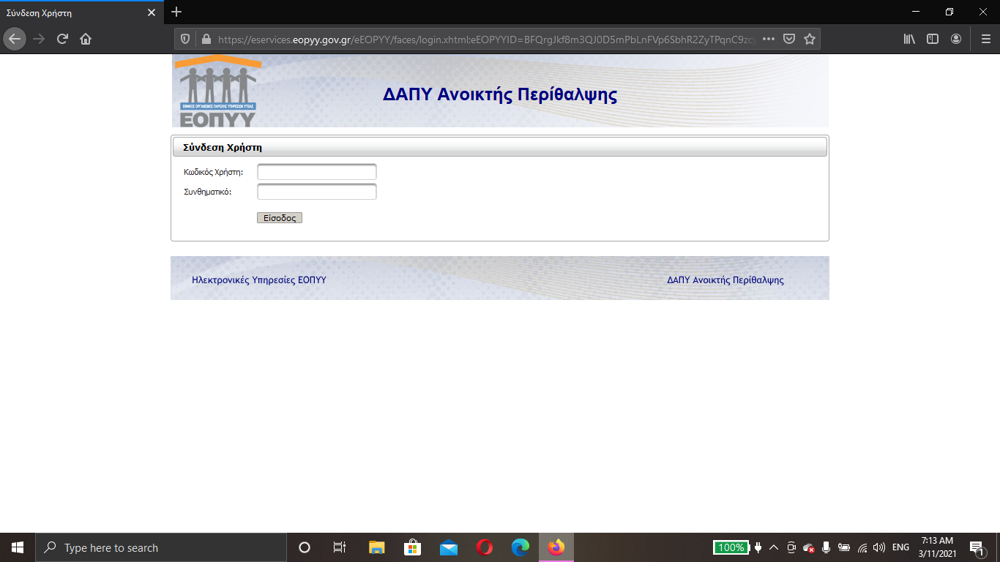 Σύνδεση Χρήστη
https://eservices.eopyy.gov.gr/eEOPYY/faces/login.xhtml;eEOPYYID=BFQrgJkf8m3QJ0D5mPbLnFVp6SbhR2ZyTPqnC9zcy
ΕΘΝΙΚΟΣ ΟΡΓΑΝΙΣΜΟΣ ΠΑΡΟΧΗΣ ΥΠΗΡΕΣΙΩΝ ΥΓΕΙΑΣ
ΕΟΠΥΥ
ΔΑΠΥ Ανοικτής Περίθαλψης
Σύνδεση Χρήστη
Κωδικός Χρήστη:
Συνθηματικό:
Είσοδος
Ηλεκτρονικές Υπηρεσίες ΕΟΠΥΥ
ΔΑΠΥ Ανοικτής Περίθαλψης
Type here to search
100%
ENG
7:13 AM
3/11/2021
1